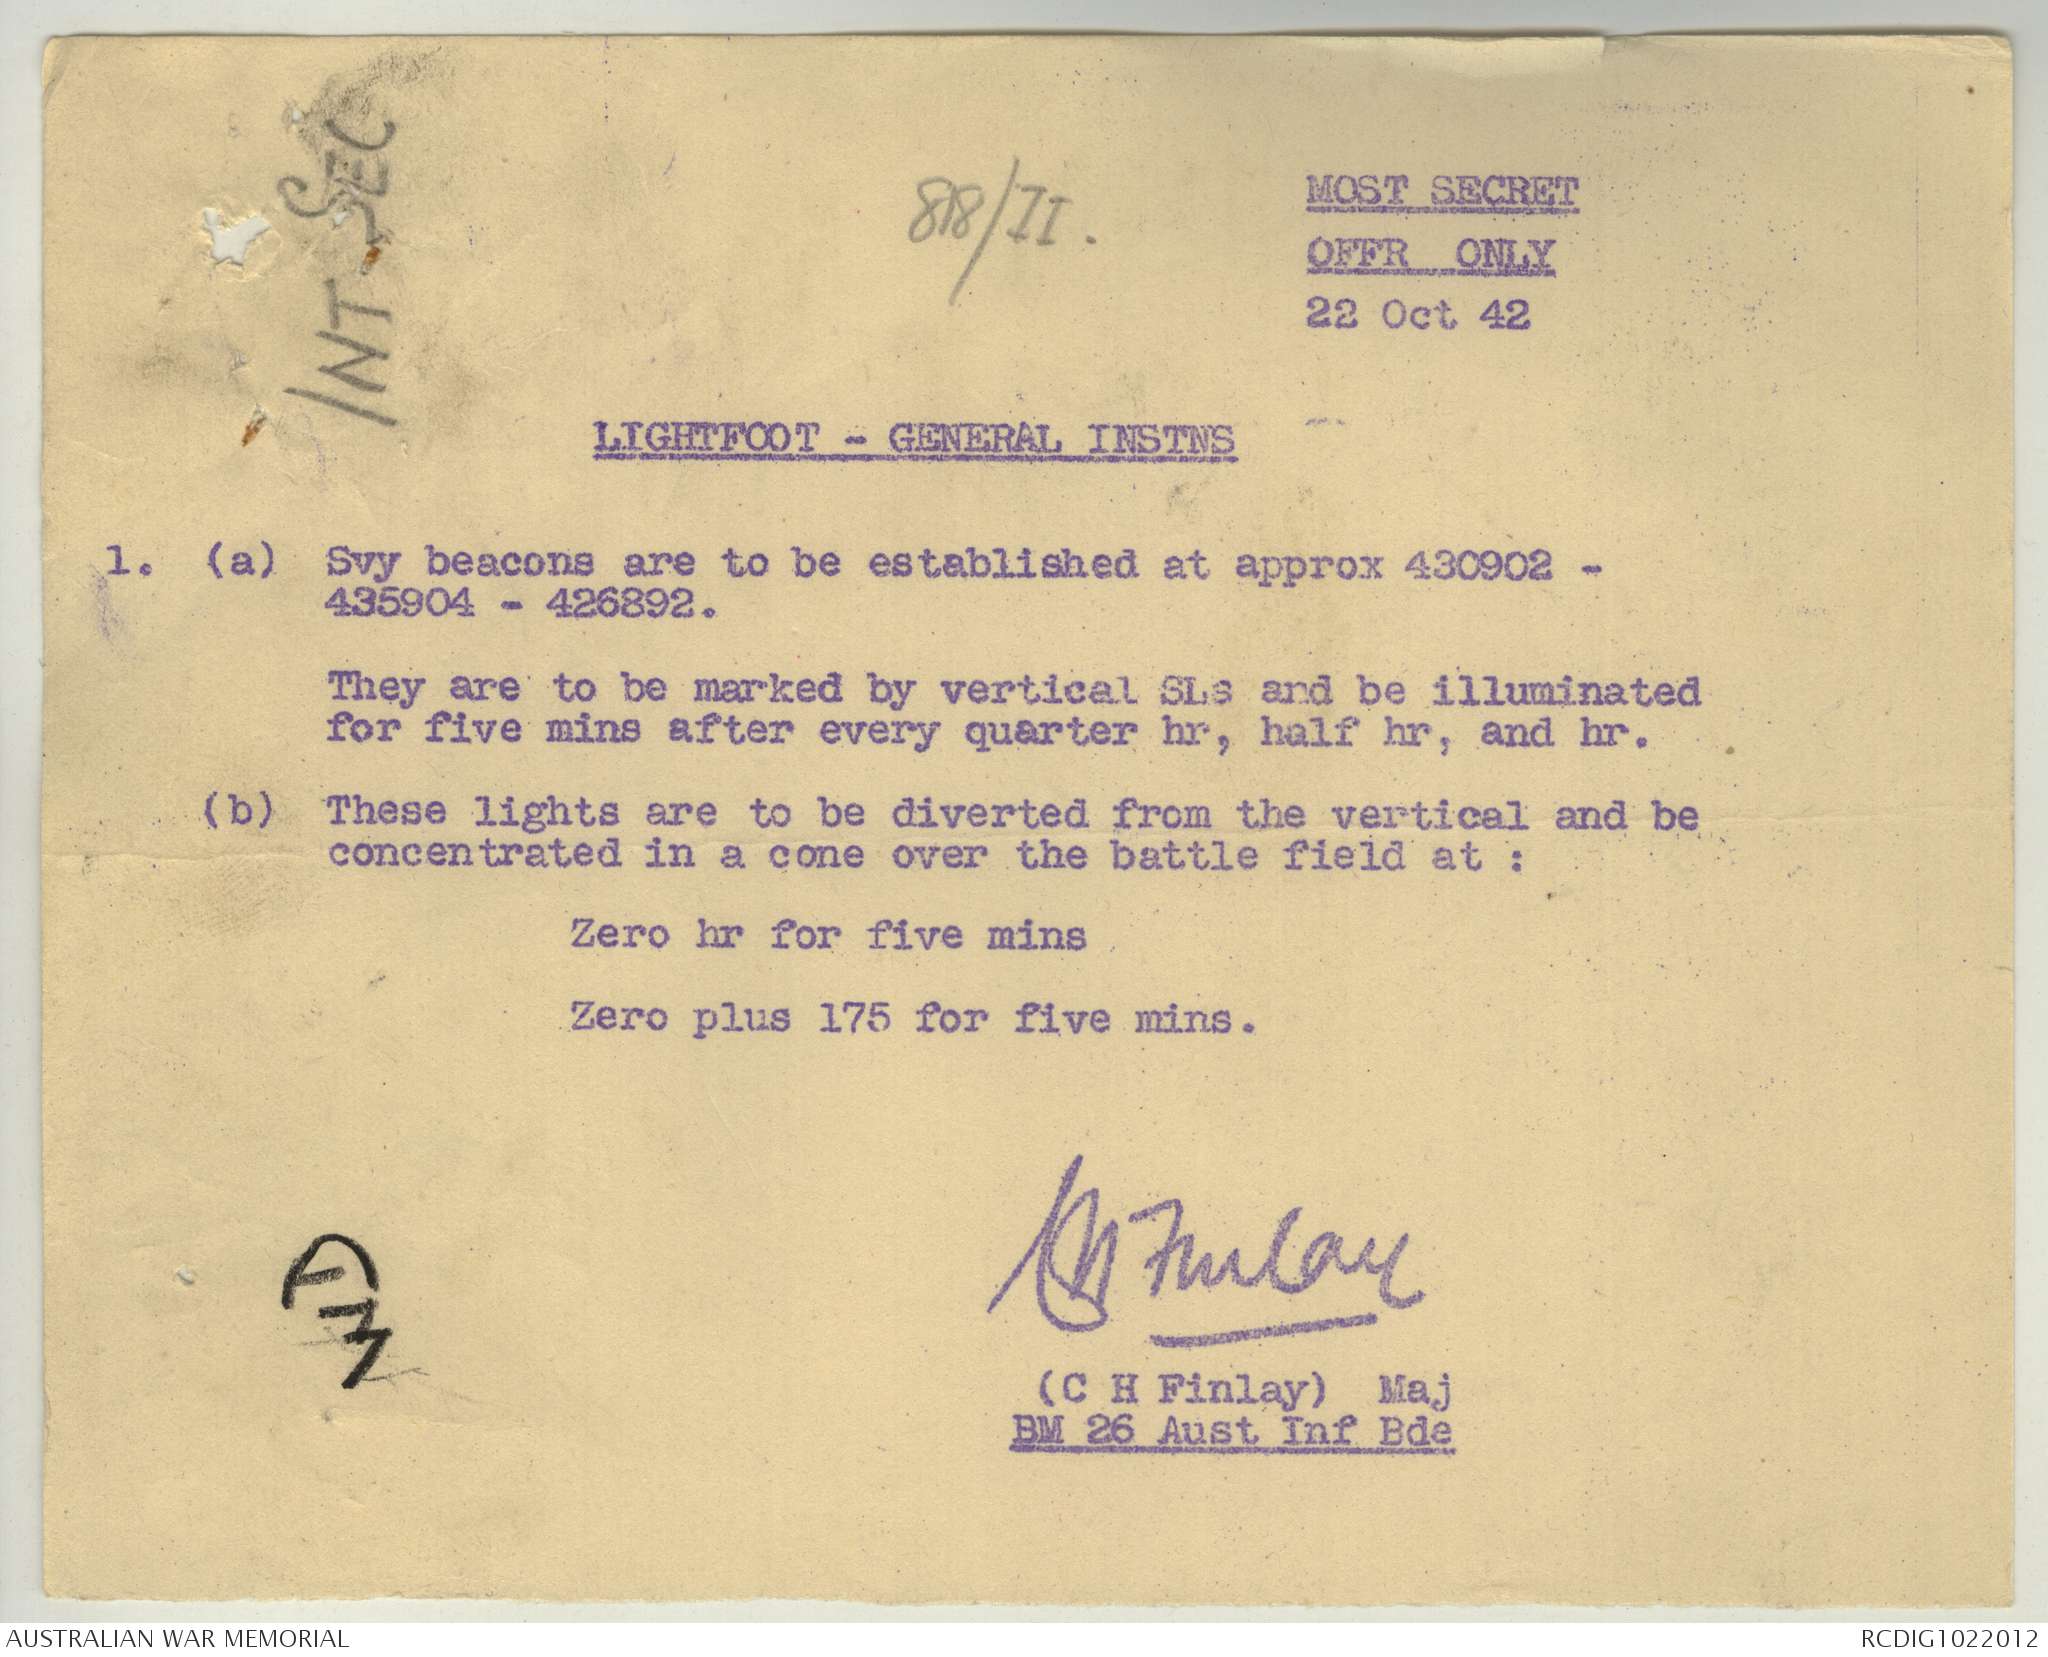 INT SEC
818/II.
MOST SECRET
OFFR ONLY
22 Oct 42
LIGHTFOOT - GENERAL INSTNS
1. (a) Svy beacons are to be established at approx 430902 -
435904 - 426892.
They are to be marked by vertical SLs and be illuminated
for five mins after every quarter hr, half hr, and hr.
(b) These lights are to be diverted from the vertical and be
concentrated in a cone over the battle field at :
Zero hr for five mins
Zero plus 175 for five mins.
CH Finlay
(C H Finlay) Maj
BM 26 Aust Inf Bde
AUSTRALIAN WAR MEMORIAL
RCDIG1022012